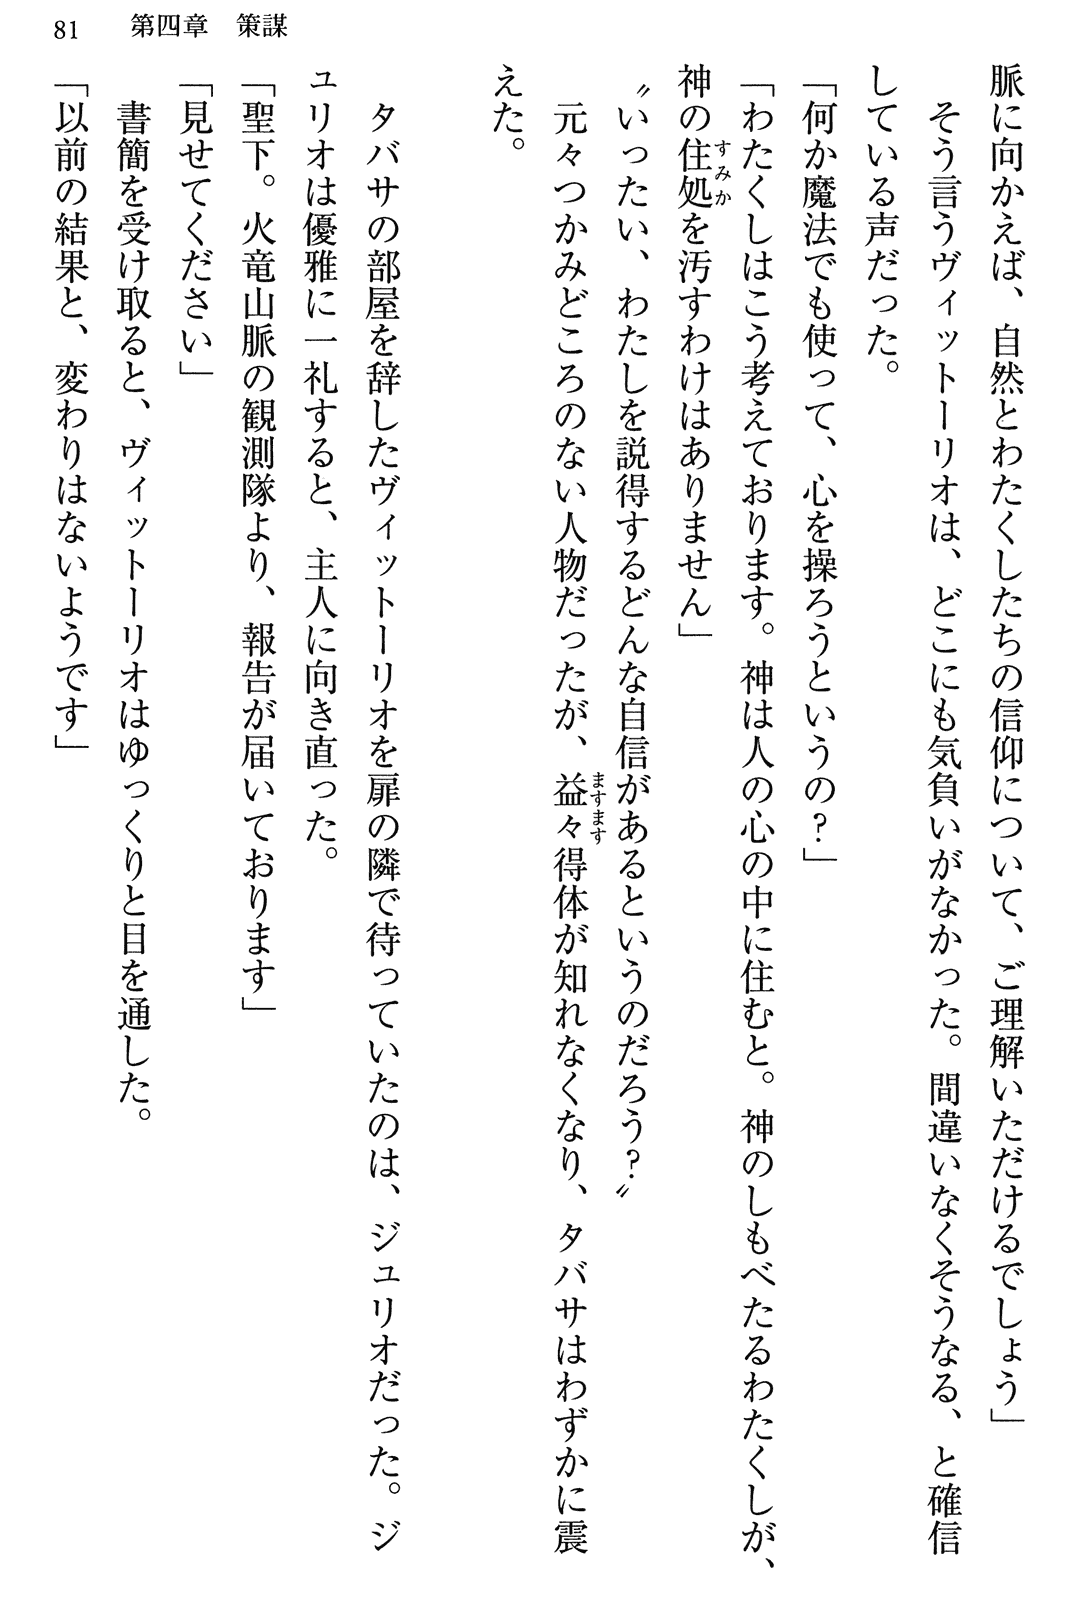 81　第四章　策謀
脈に向かえば、自然とわたくしたちの信仰について、ご理解いただけるでしょう」
　そう言うヴィットーリオは、どこにも気負いがなかった。間違いなくそうなる、と確信
している声だった。
「何か魔法でも使って、心を操ろうというの？」
「わたくしはこう考えております。神は人の心の中に住むと。神のしもべたるわたくしが、
神の住処を汚すわけはありません」
すみか
〝いったい、わたしを説得するどんな自信があるというのだろう？〟
　元々つかみどころのない人物だったが、益々得体が知れなくなり、タバサはわずかに震
ますます
えた。
　タバサの部屋を辞したヴィットーリオを扉の隣で待っていたのは、ジュリオだった。ジ
ュリオは優雅に一礼すると、主人に向き直った。
「聖下。火竜山脈の観測隊より、報告が届いております」
「見せてください」
　書簡を受け取ると、ヴィットーリオはゆっくりと目を通した。
「以前の結果と、変わりはないようです」